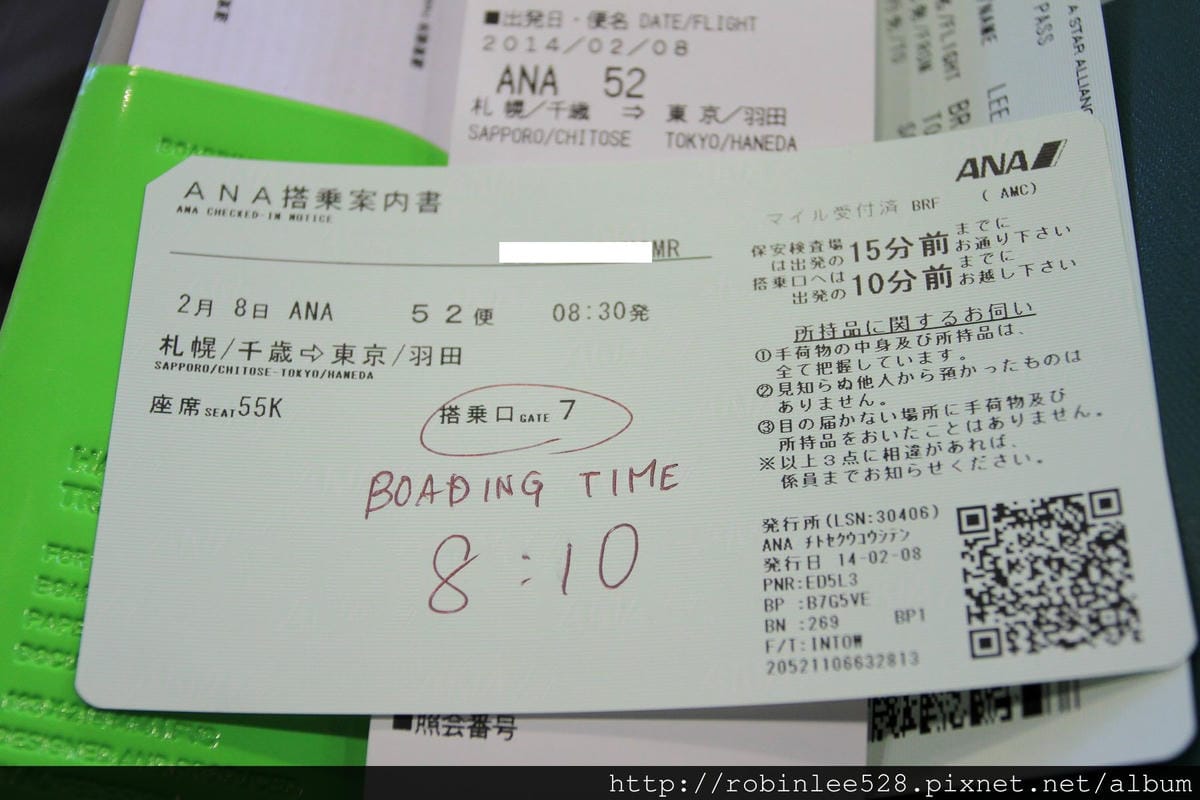 ■出発日・便名 DATE/FLIGHT
2014/02/08
ANA 52
札 幌/千歳 ⇒ 東 京/羽田
SAPPORO/CHITOSE TOKYO/HANEDA
NAME
PASS
A STAR ALLIANC
LEE
ANA搭乗案内書
ANA CHECKED-IN NOTICE
MR
2月 8日 ANA 52便 08:30発
札幌/千歳⇨東京/羽田
SAPPORO/CHITOSE-TOKYO/HANEDA
座席SEAT55K
搭乗口GATE 7
BOADING TIME
8:10
ANA
( AMC)
マイル受付済 BRF
保安検査場は出発の15分前までにお通り下さい
搭乗口へは出発の10分前までにお越し下さい
所持品に関するお伺い
①手荷物の中身及び所持品は、
全て把握しています。
②見知らぬ他人から預かったものは
ありません。
③目の届かない場所に手荷物及び
所持品をおいたことはありません。
※以上3点に相違があれば、
係員までお知らせください。
発行所(LSN:30406)
ANA チトセクウコウシテン
発行日 14-02-08
PNR:ED5L3
BP :B7G5VE
BN :269 BP1
F/T:INTOW
20521106632813
■照会番号
http://robinlee528.pixnet.net/album